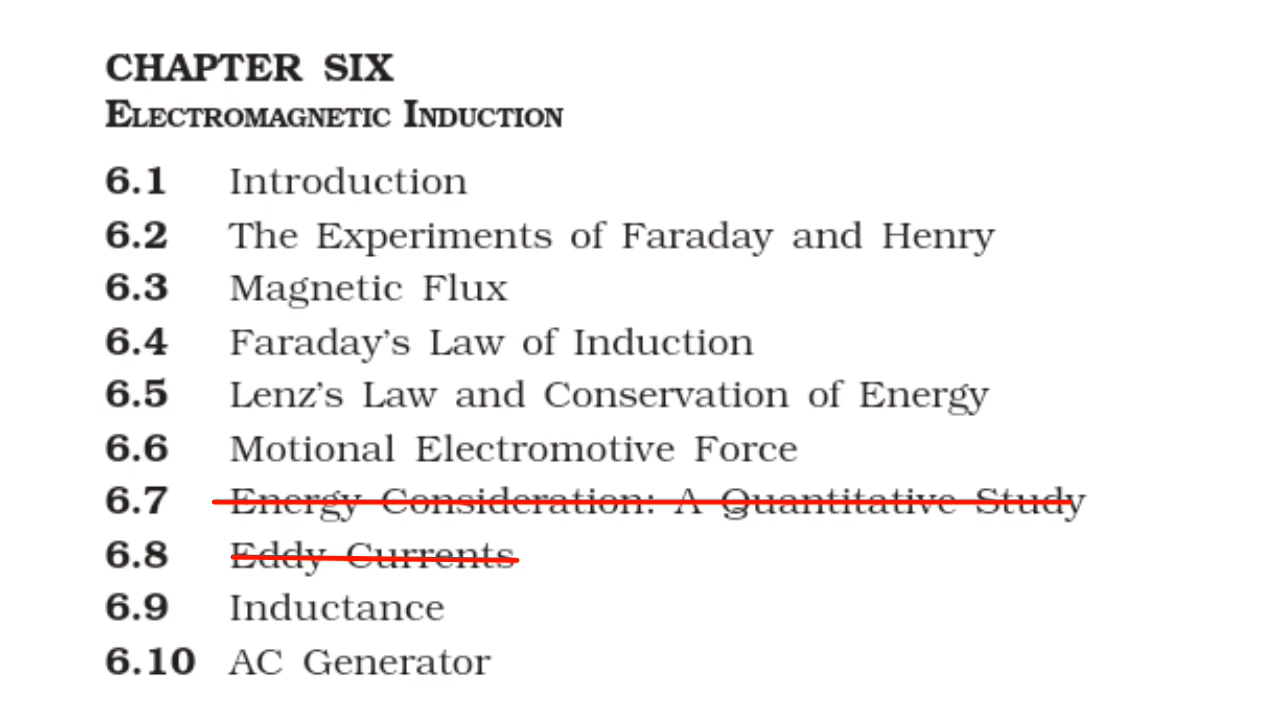 CHAPTER SIX
ELECTROMAGNETIC INDUCTION
6.1 Introduction
6.2 The Experiments of Faraday and Henry
6.3 Magnetic Flux
6.4 Faraday’s Law of Induction
6.5 Lenz’s Law and Conservation of Energy
6.6 Motional Electromotive Force
6.7 Energy Consideration: A Quantitative Study
6.8 Eddy Currents
6.9 Inductance
6.10 AC Generator